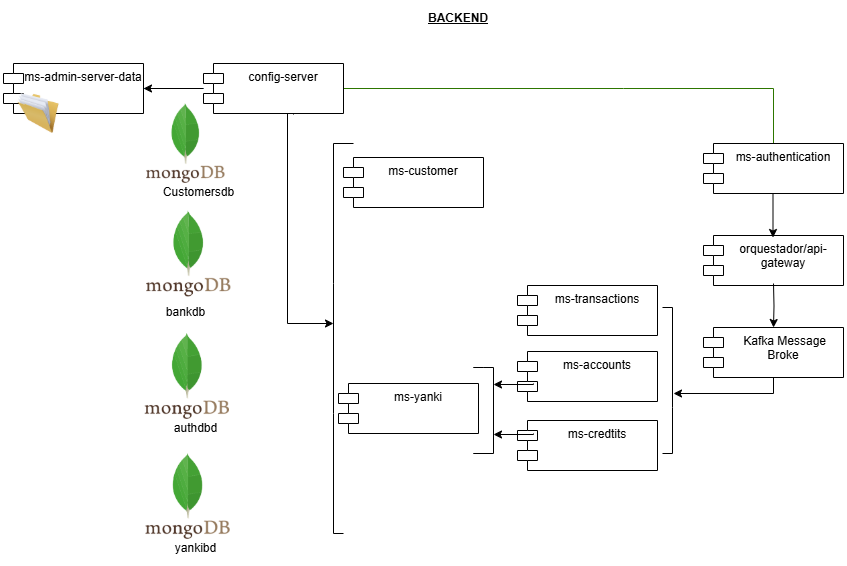 BACKEND
ms-admin-server-data
config-server
mongoDB
Customersdb
ms-customer
ms-authentication
mongoDB
bankdb
orquestador/api-
gateway
ms-transactions
Kafka Message
Broke
mongoDB
authdbd
ms-accounts
ms-yanki
ms-credtits
mongoDB
yankibd